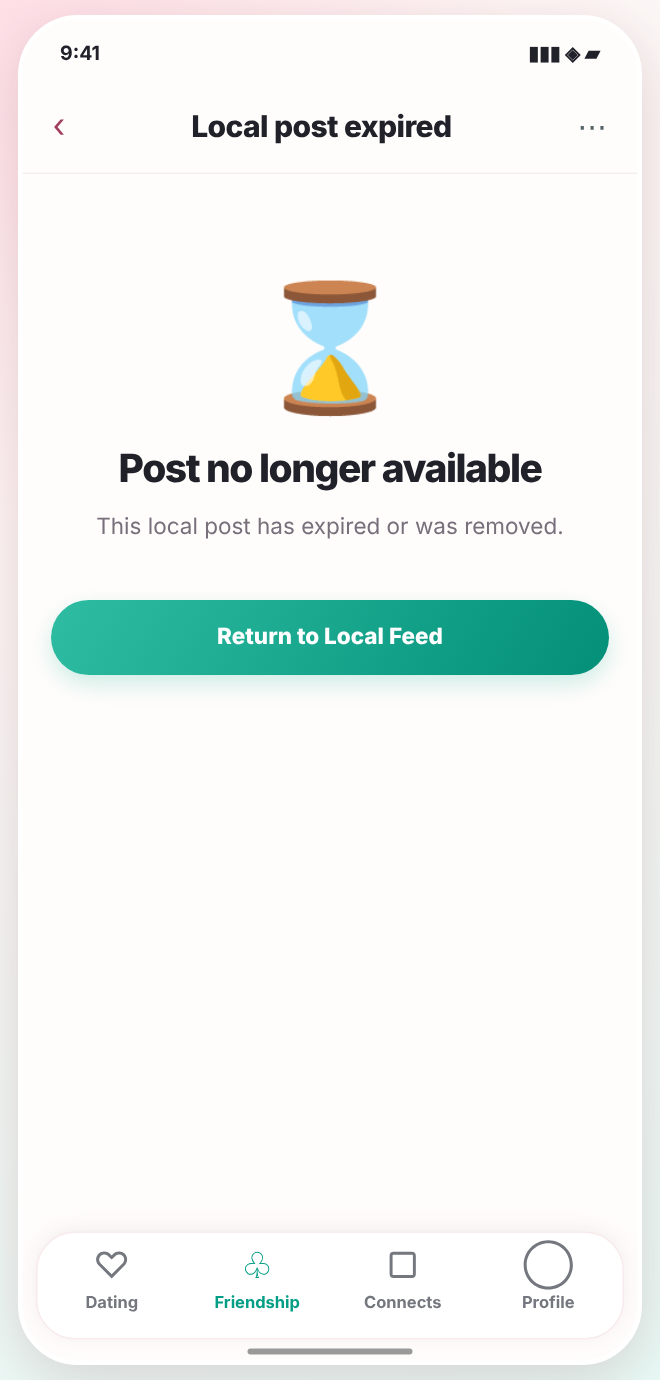 9:41
Local post expired
Post no longer available
This local post has expired or was removed.
Return to Local Feed
Dating
Friendship
Connects
Profile